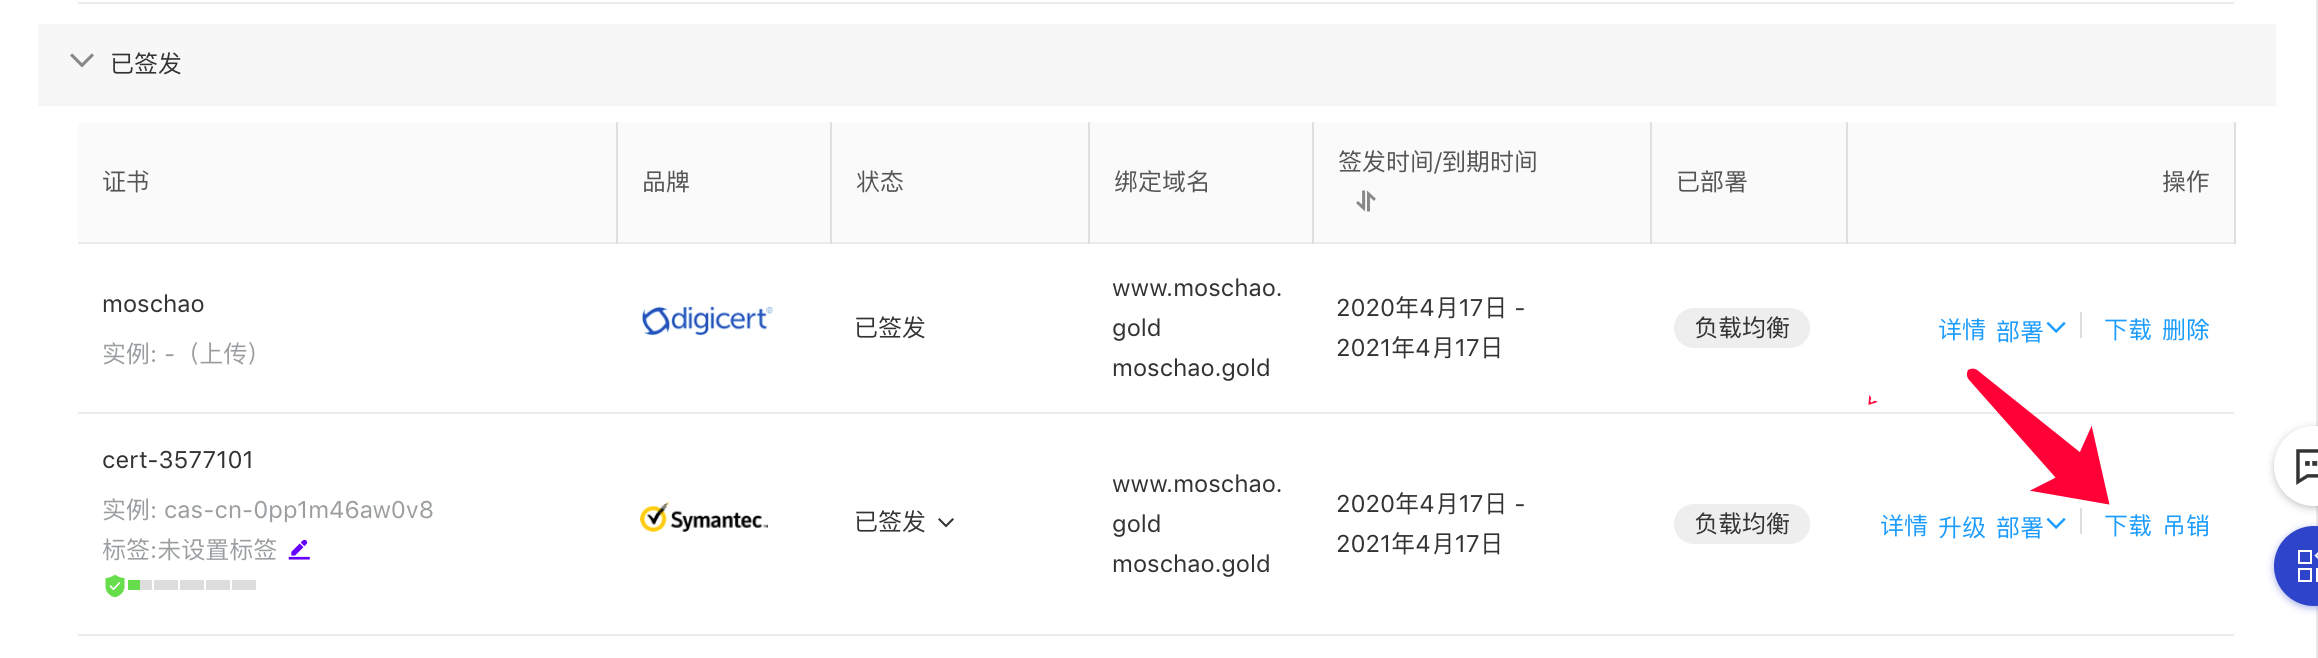 已签发
证书
品牌
状态
绑定域名
签发时间/到期时间
已部署
操作
moschao
实例: -（上传）
digicert®
已签发
www.moschao.
gold
moschao.gold
2020年4月17日 -
2021年4月17日
负载均衡
详情 部署 下载 删除
cert-3577101
实例: cas-cn-0pp1m46aw0v8
标签:未设置标签
Symantec™
已签发
www.moschao.
gold
moschao.gold
2020年4月17日 -
2021年4月17日
负载均衡
详情 升级 部署 下载 吊销